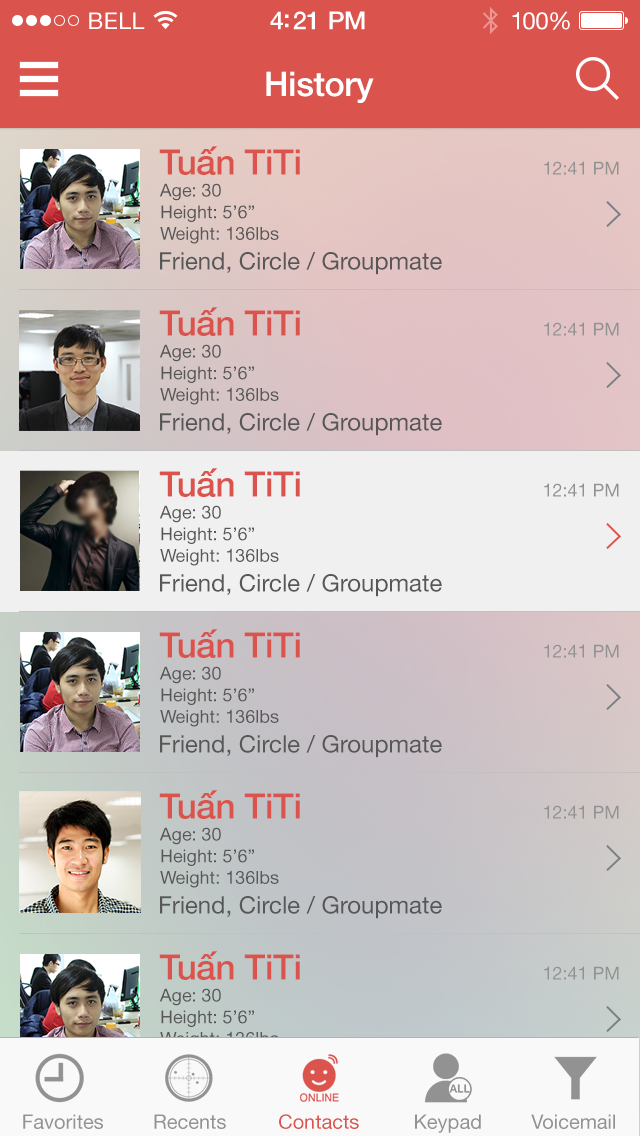 BELL 4:21 PM 100%
History
Tuấn TiTi 12:41 PM
Age: 30
Height: 5’6”
Weight: 136lbs
Friend, Circle / Groupmate
Tuấn TiTi 12:41 PM
Age: 30
Height: 5’6”
Weight: 136lbs
Friend, Circle / Groupmate
Tuấn TiTi 12:41 PM
Age: 30
Height: 5’6”
Weight: 136lbs
Friend, Circle / Groupmate
Tuấn TiTi 12:41 PM
Age: 30
Height: 5’6”
Weight: 136lbs
Friend, Circle / Groupmate
Tuấn TiTi 12:41 PM
Age: 30
Height: 5’6”
Weight: 136lbs
Friend, Circle / Groupmate
Tuấn TiTi 12:41 PM
Age: 30
Height: 5’6”
Weight: 136lbs
ONLINE ALL
Favorites Recents Contacts Keypad Voicemail